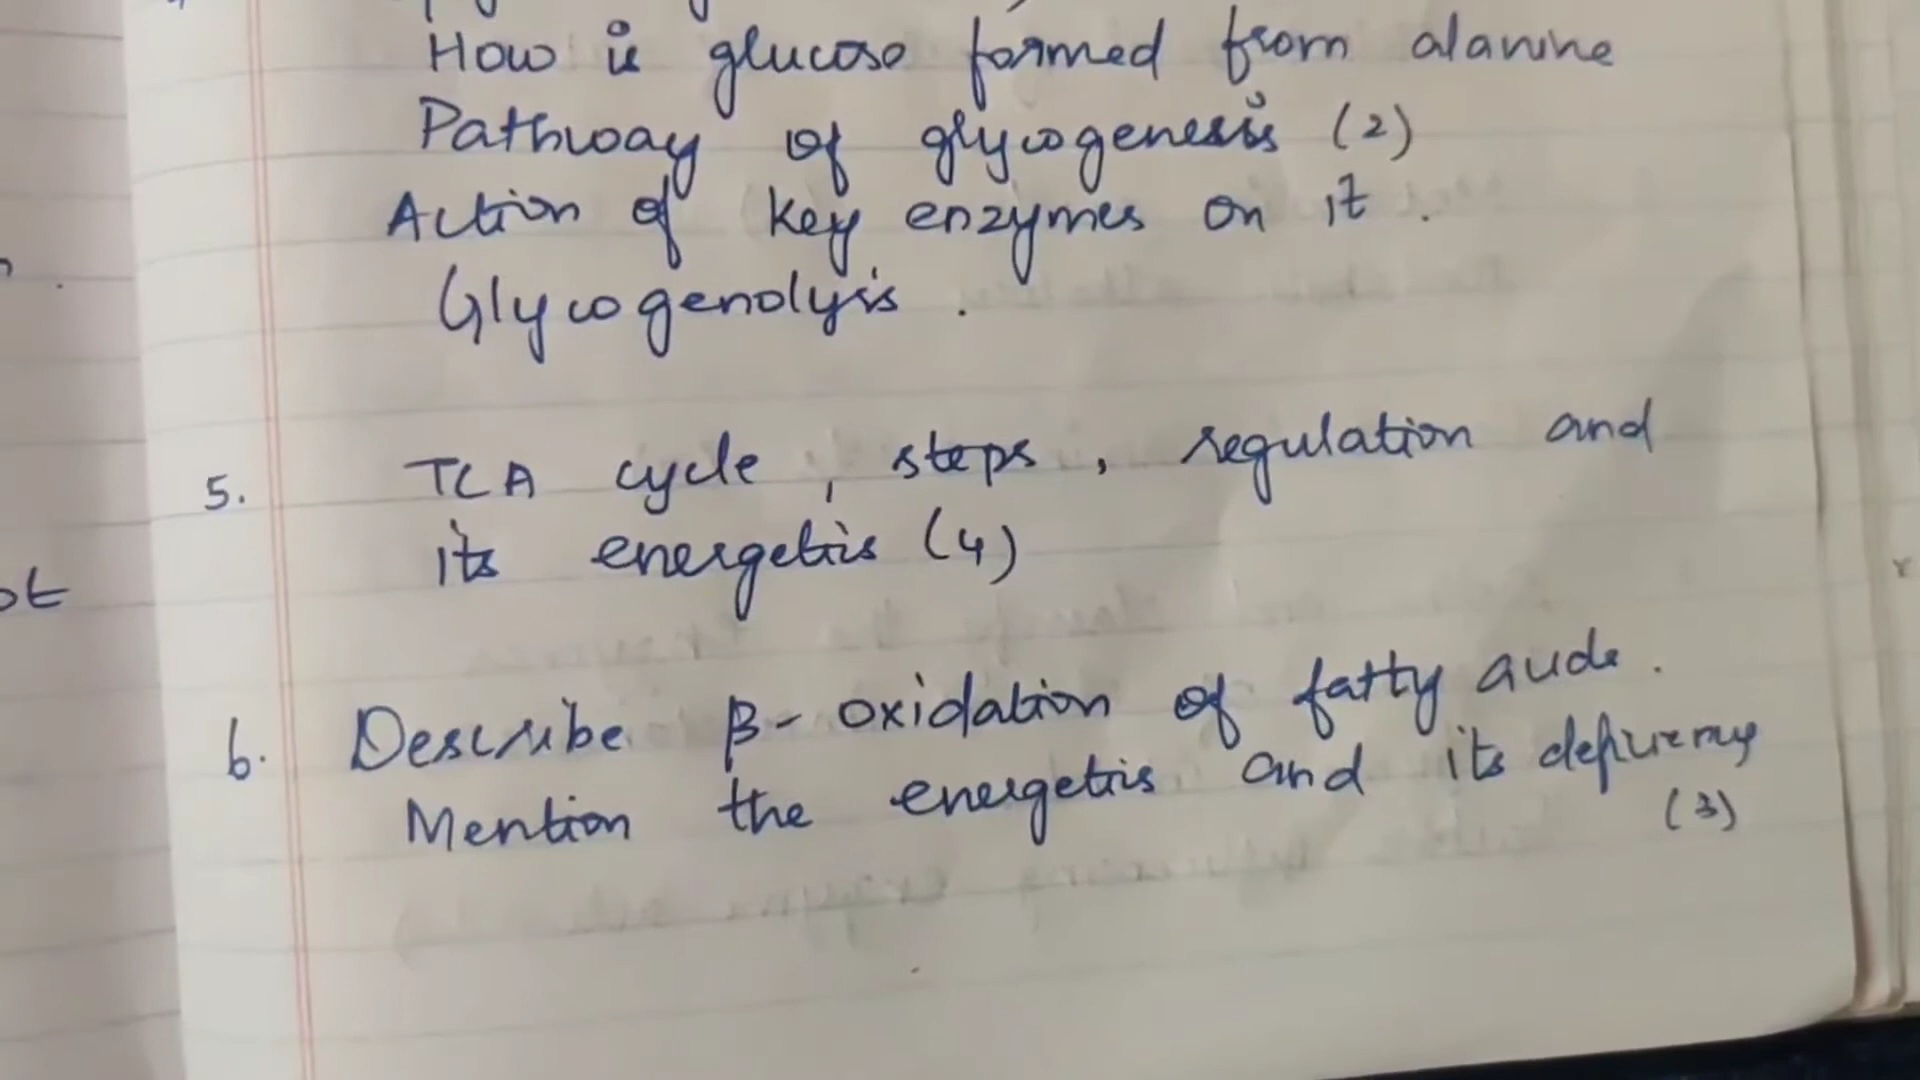 How is glucose formed from alanine
Pathway of glycogenesis (2)
Action of key enzymes on it.
Glycogenolysis.
5. TCA cycle, steps, regulation and
its energetics (4)
6. Describe β-oxidation of fatty acids.
Mention the energetics and its deficiency
(3)
ot